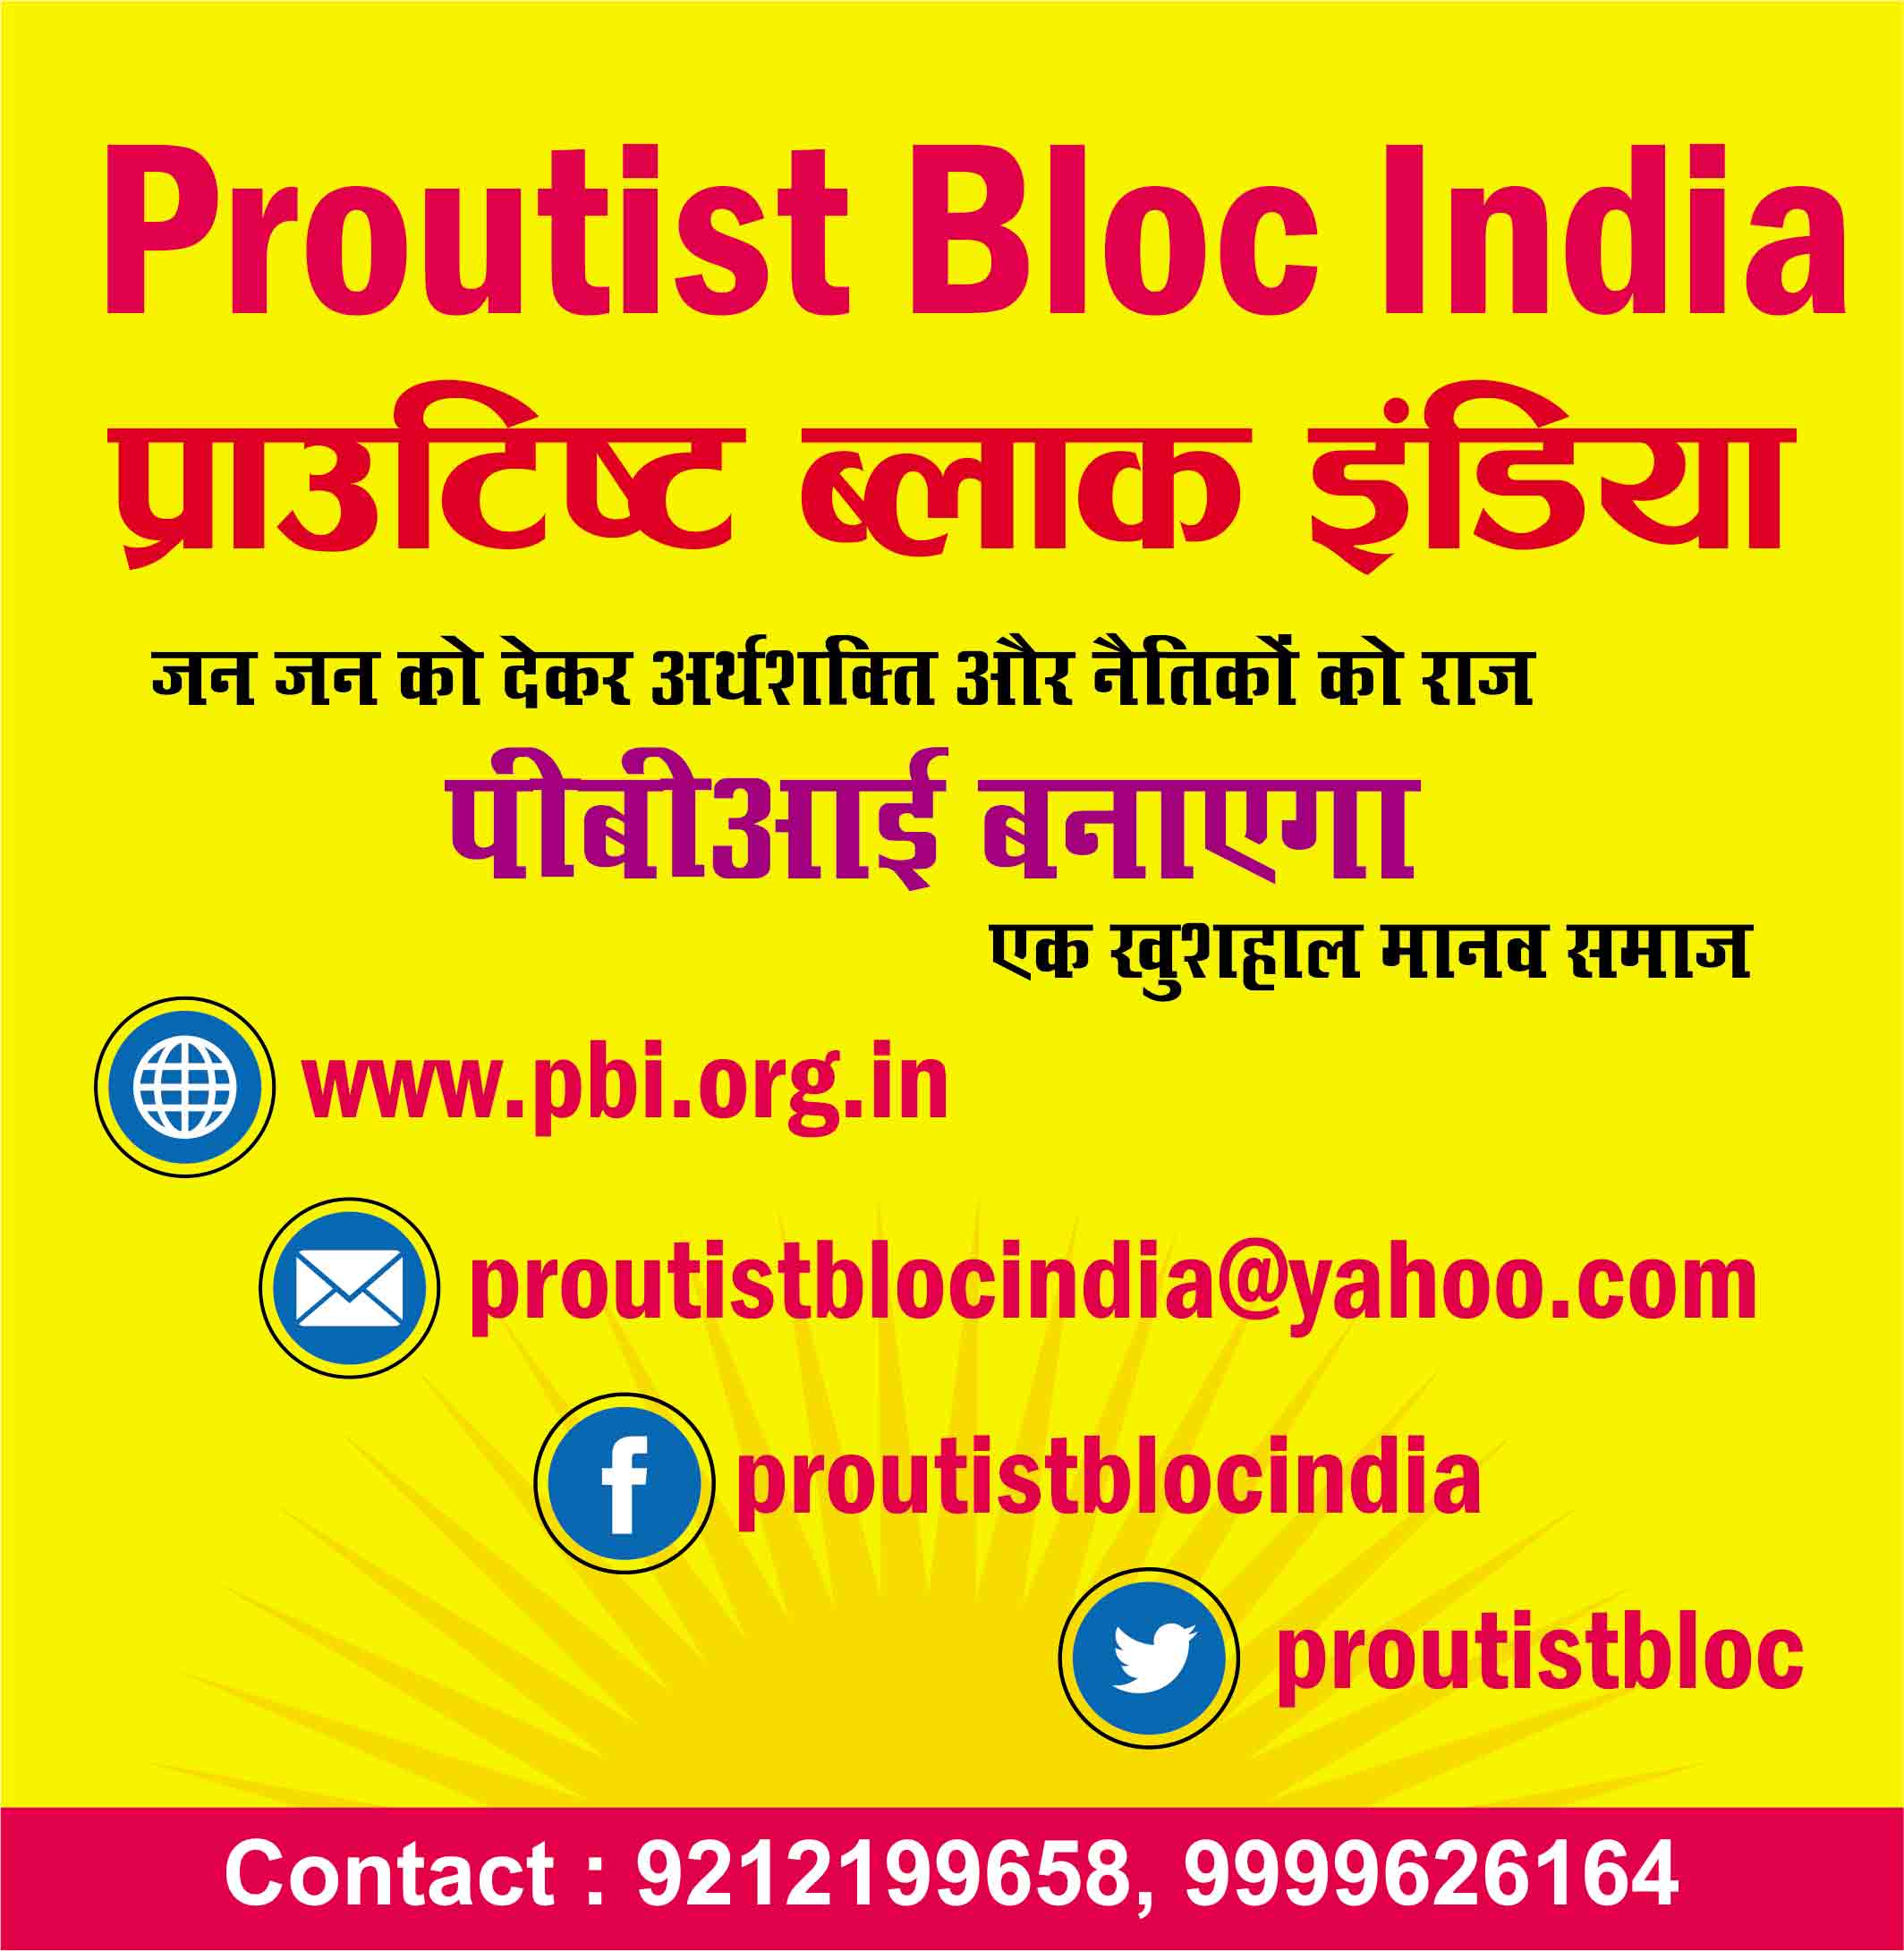 Proutist Bloc India
प्राउटिष्ट ब्लाक इंडिया
जन जन को देकर अर्थशक्ति और नैतिकों को राज
पीबीआई बनाएगा
एक खुशहाल मानव समाज
www.pbi.org.in
proutistblocindia@yahoo.com
proutistblocindia
proutistbloc
Contact : 9212199658, 9999626164